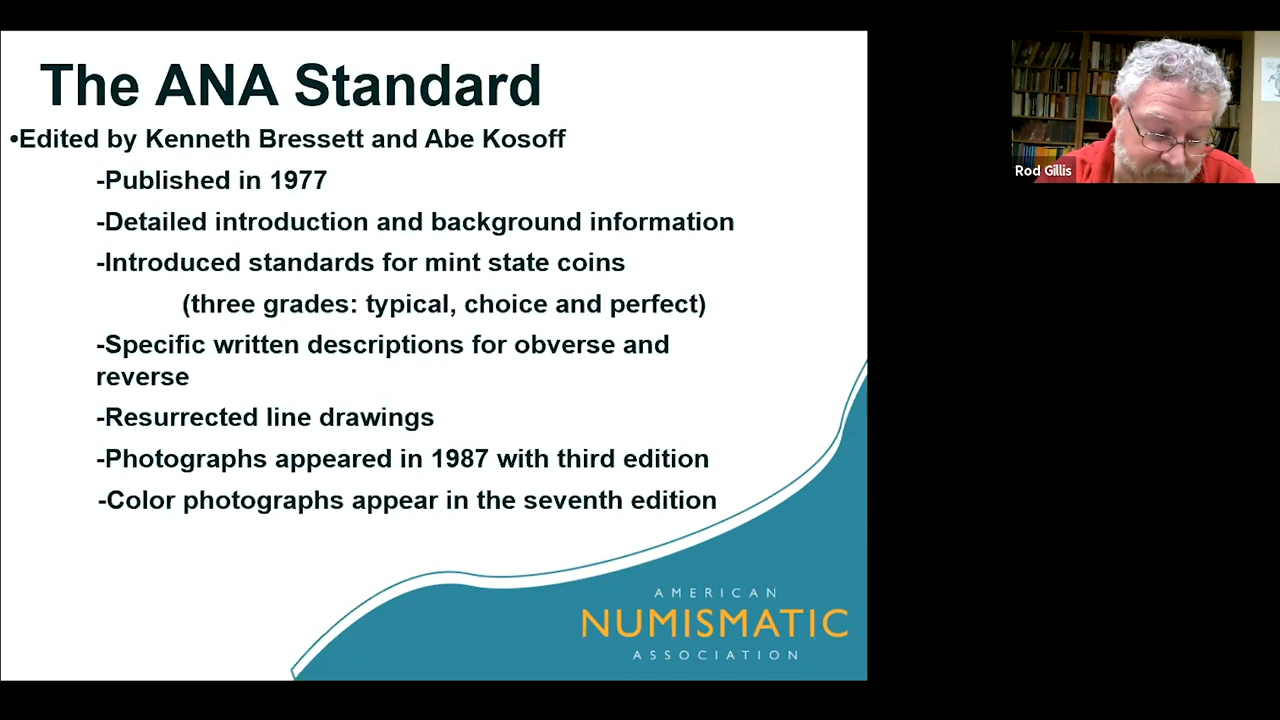 The ANA Standard
•Edited by Kenneth Bressett and Abe Kosoff
-Published in 1977
-Detailed introduction and background information
-Introduced standards for mint state coins
(three grades: typical, choice and perfect)
-Specific written descriptions for obverse and
reverse
-Resurrected line drawings
-Photographs appeared in 1987 with third edition
-Color photographs appear in the seventh edition
AMERICAN
NUMISMATIC
ASSOCIATION
Rod Gillis